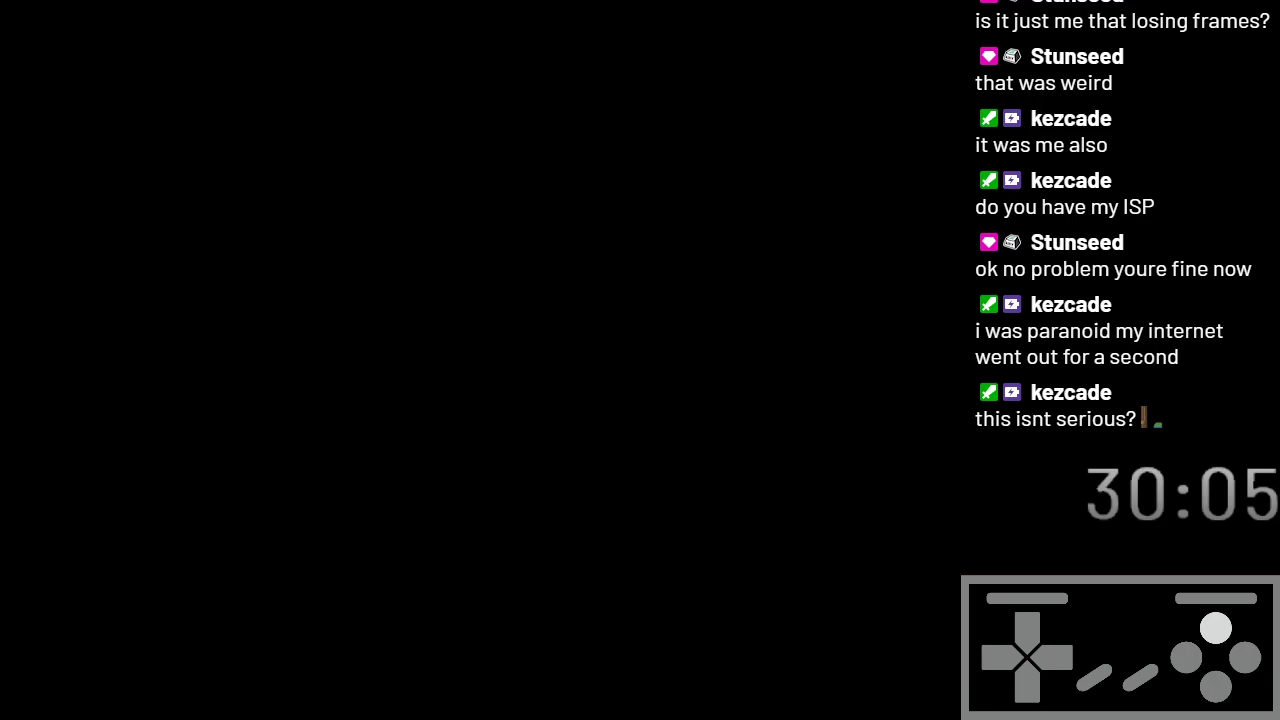 Stunseed
is it just me that losing frames?
Stunseed
that was weird
kezcade
it was me also
kezcade
do you have my ISP
Stunseed
ok no problem youre fine now
kezcade
i was paranoid my internet
went out for a second
kezcade
this isnt serious?
30:05